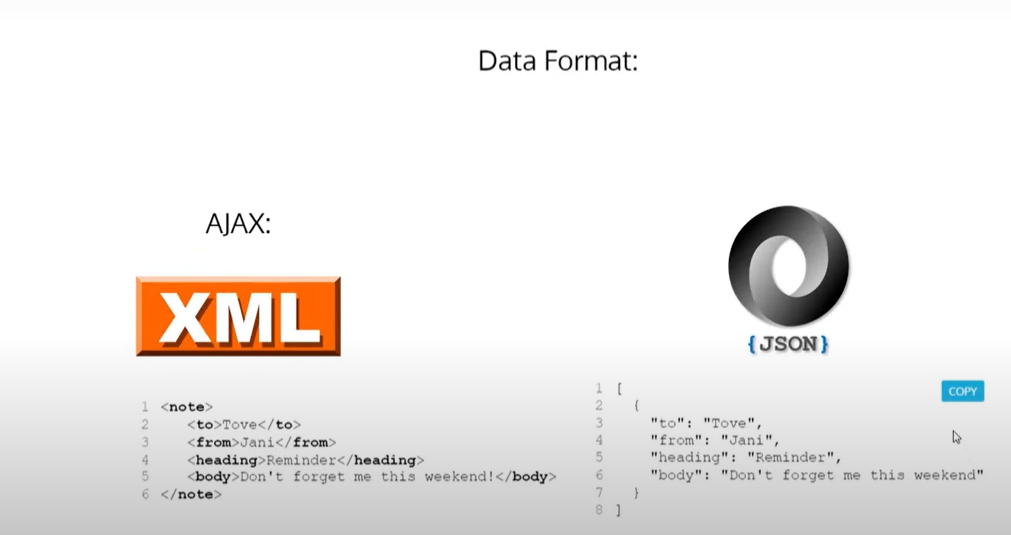 Data Format:
AJAX:
XML
1 <note>
2 <to>Tove</to>
3 <from>Jani</from>
4 <heading>Reminder</heading>
5 <body>Don't forget me this weekend!</body>
6 </note>
{JSON}
COPY
1 [
2 {
3 "to": "Tove",
4 "from": "Jani",
5 "heading": "Reminder",
6 "body": "Don't forget me this weekend"
7 }
8 ]